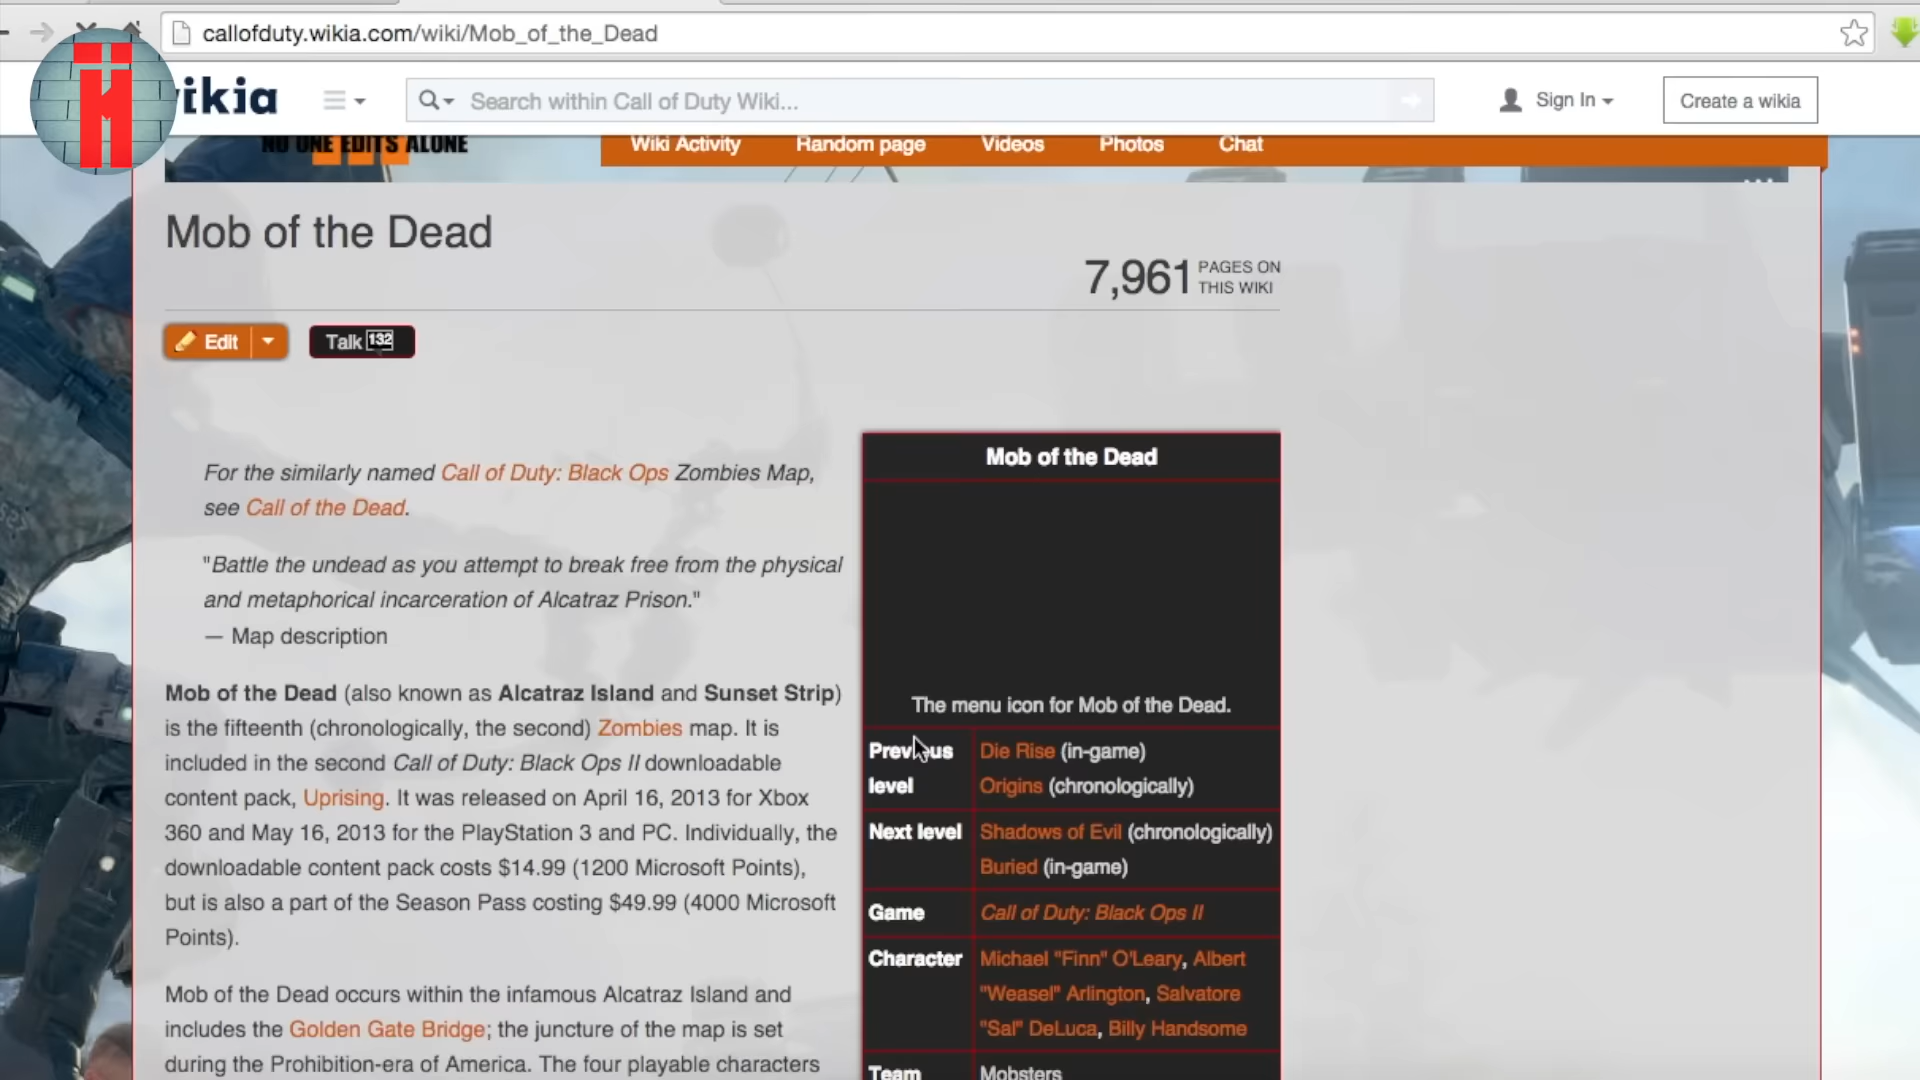 callofduty.wikia.com/wiki/Mob_of_the_Dead
wikia
Search within Call of Duty Wiki...
Sign In
Create a wikia
NO ONE EDITS ALONE
Wiki Activity
Random page
Videos
Photos
Chat
Mob of the Dead
7,961 PAGES ON
THIS WIKI
Edit
Talk 132
For the similarly named Call of Duty: Black Ops Zombies Map,
see Call of the Dead.
"Battle the undead as you attempt to break free from the physical
and metaphorical incarceration of Alcatraz Prison."
— Map description
Mob of the Dead (also known as Alcatraz Island and Sunset Strip)
is the fifteenth (chronologically, the second) Zombies map. It is
included in the second Call of Duty: Black Ops II downloadable
content pack, Uprising. It was released on April 16, 2013 for Xbox
360 and May 16, 2013 for the PlayStation 3 and PC. Individually, the
downloadable content pack costs $14.99 (1200 Microsoft Points),
but is also a part of the Season Pass costing $49.99 (4000 Microsoft
Points).
Mob of the Dead occurs within the infamous Alcatraz Island and
includes the Golden Gate Bridge; the juncture of the map is set
during the Prohibition-era of America. The four playable characters
Mob of the Dead
The menu icon for Mob of the Dead.
Previous
level
Die Rise (in-game)
Origins (chronologically)
Next level
Shadows of Evil (chronologically)
Buried (in-game)
Game
Call of Duty: Black Ops II
Character
Michael "Finn" O'Leary, Albert
"Weasel" Arlington, Salvatore
"Sal" DeLuca, Billy Handsome
Team
Mobsters